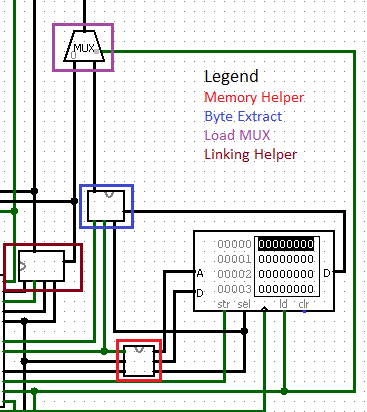 MUX
0
Legend
Memory Helper
Byte Extract
Load MUX
Linking Helper
00000 00000000
00001 00000000
A 00002 00000000 D
D 00003 00000000
str sel ld clr